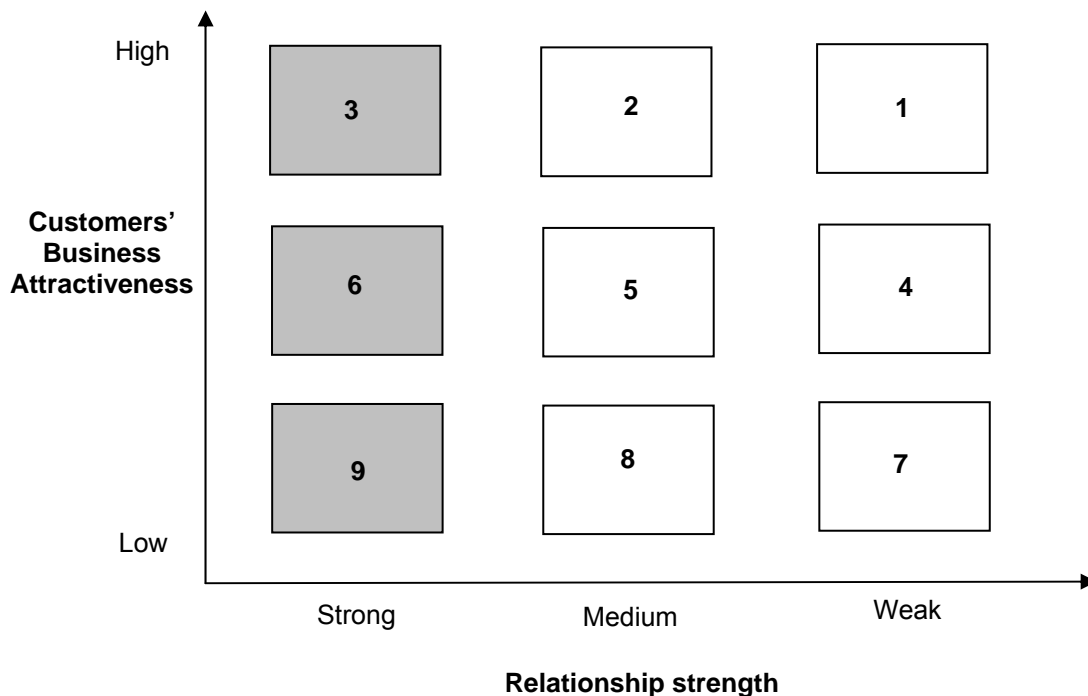 High
3
2
1
Customers’
Business
Attractiveness
6
5
4
9
8
7
Low
Strong
Medium
Weak
Relationship strength